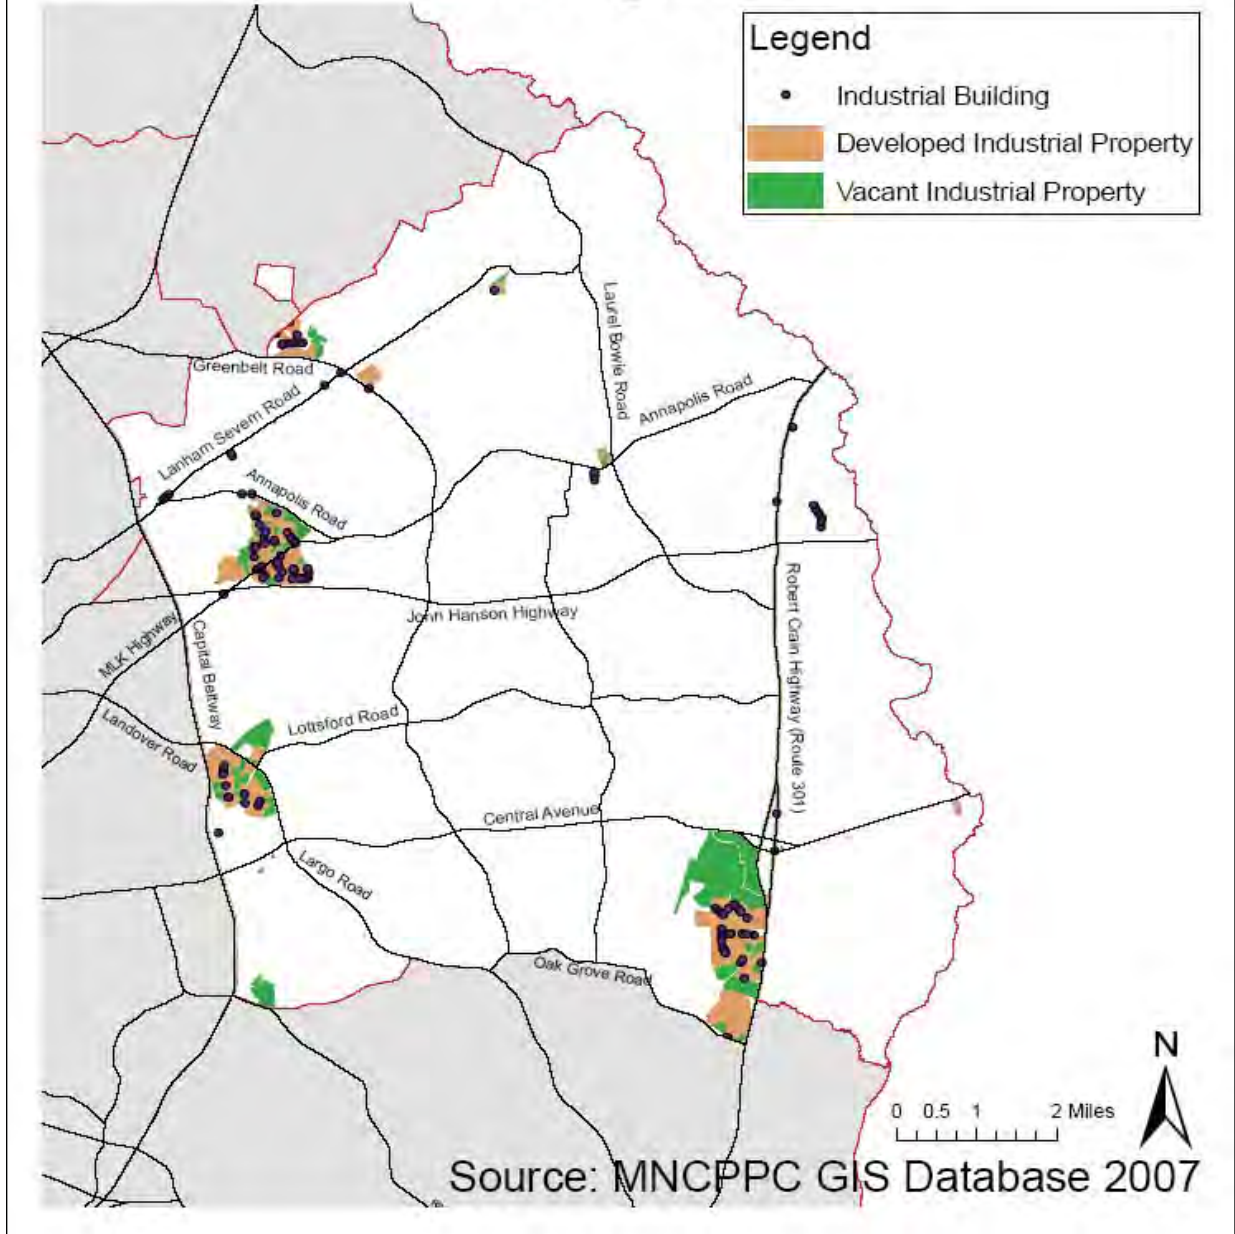 Legend
Industrial Building
Developed Industrial Property
Vacant Industrial Property
Laurel Bowie Road
Greenbelt Road
Annapolis Road
Lanham Severn Road
Annapolis Road
Robert Crain Highway (Route 301)
John Hanson Highway
MLK Highway
Capital Beltway
Landover Road
Lottsford Road
Central Avenue
Largo Road
Oak Grove Road
N
0 0.5 1 2 Miles
Source: MNCPPC GIS Database 2007